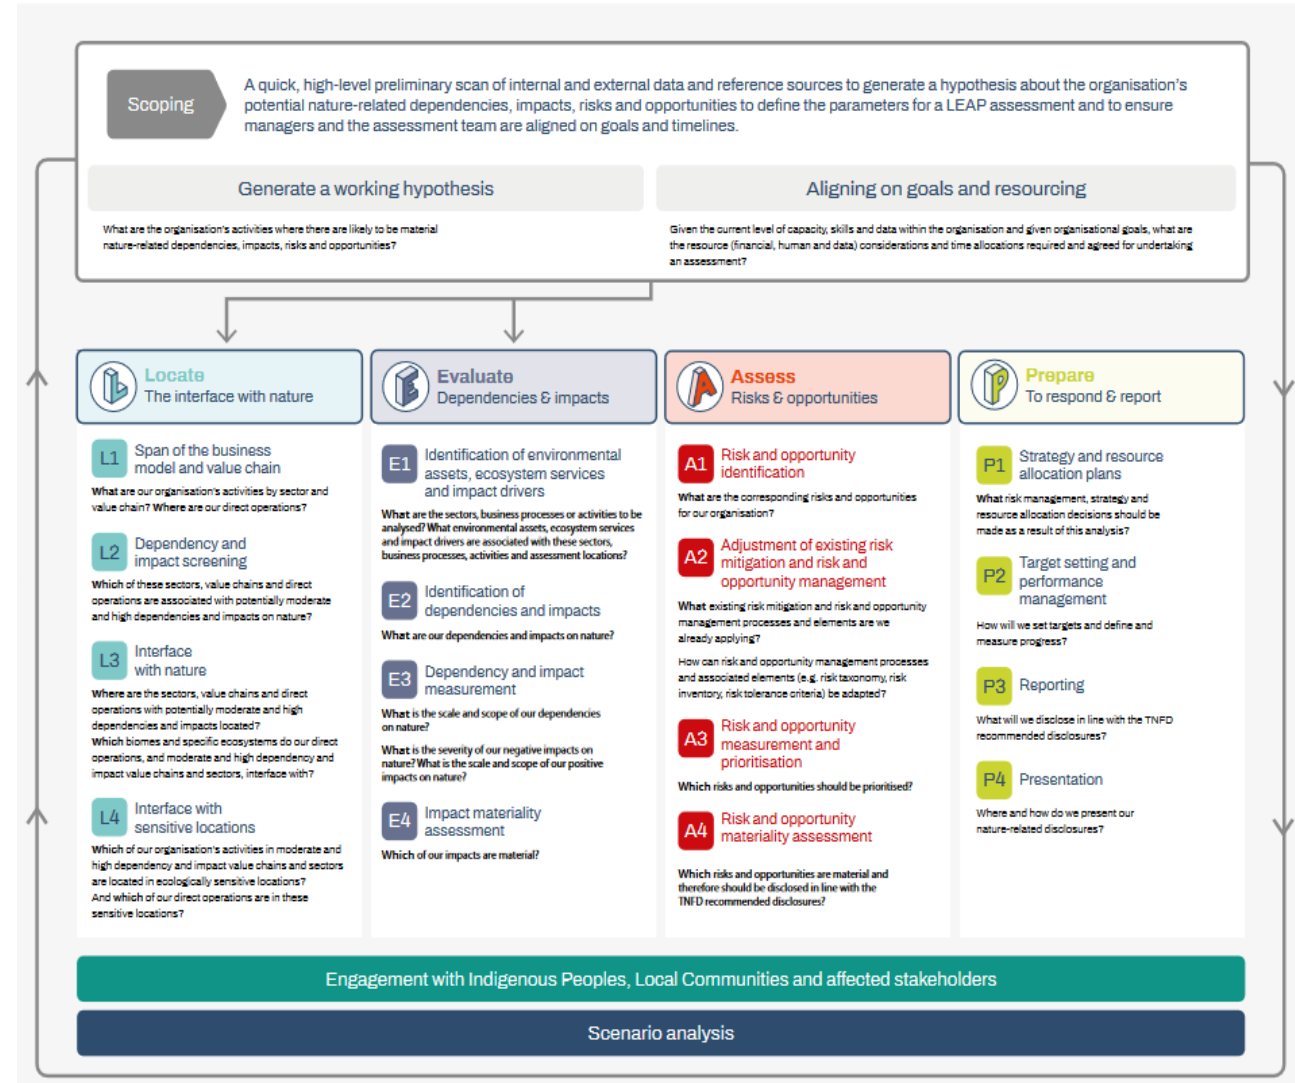 Scoping
A quick, high-level preliminary scan of internal and external data and reference sources to generate a hypothesis about the organisation's
potential nature-related dependencies, impacts, risks and opportunities to define the parameters for a LEAP assessment and to ensure
managers and the assessment team are aligned on goals and timelines.
Generate a working hypothesis
What are the organisation's activities where there are likely to be material
nature-related dependencies, impacts, risks and opportunities?
Aligning on goals and resourcing
Given the current level of capacity, skills and data within the organisation and given organisational goals, what are
the resource (financial, human and data) considerations and time allocations required and agreed for undertaking
an assessment?
L
Locate
The interface with nature
L1
Span of the business
model and value chain
What are our organisation's activities by sector and
value chain? Where are our direct operations?
L2
Dependency and
impact screening
Which of these sectors, value chains and direct
operations are associated with potentially moderate
and high dependencies and impacts on nature?
L3
Interface
with nature
Where are the sectors, value chains and direct
operations with potentially moderate and high
dependencies and impacts located?
Which biomes and specific ecosystems do our direct
operations, and moderate and high dependency and
impact value chains and sectors, interface with?
L4
Interface with
sensitive locations
Which of our organisation's activities in moderate and
high dependency and impact value chains and sectors
are located in ecologically sensitive locations?
And which of our direct operations are in these
sensitive locations?
E
Evaluate
Dependencies & impacts
E1
Identification of environmental
assets, ecosystem services
and impact drivers
What are the sectors, business processes or activities to be
analysed? What environmental assets, ecosystem services
and impact drivers are associated with these sectors,
business processes, activities and assessment locations?
E2
Identification of
dependencies and impacts
What are our dependencies and impacts on nature?
E3
Dependency and impact
measurement
What is the scale and scope of our dependencies
on nature?
What is the severity of our negative impacts on
nature? What is the scale and scope of our positive
impacts on nature?
E4
Impact materiality
assessment
Which of our impacts are material?
A
Assess
Risks & opportunities
A1
Risk and opportunity
identification
What are the corresponding risks and opportunities
for our organisation?
A2
Adjustment of existing risk
mitigation and risk and
opportunity management
What existing risk mitigation and risk and opportunity
management processes and elements are we
already applying?
How can risk and opportunity management processes
and associated elements (e.g. risk taxonomy, risk
inventory, risk tolerance criteria) be adapted?
A3
Risk and opportunity
measurement and
prioritisation
Which risks and opportunities should be prioritised?
A4
Risk and opportunity
materiality assessment
Which risks and opportunities are material and
therefore should be disclosed in line with the
TNFD recommended disclosures?
P
Prepare
To respond & report
P1
Strategy and resource
allocation plans
What risk management, strategy and
resource allocation decisions should be
made as a result of this analysis?
P2
Target setting and
performance
management
How will we set targets and define and
measure progress?
P3
Reporting
What will we disclose in line with the TNFD
recommended disclosures?
P4
Presentation
Where and how do we present our
nature-related disclosures?
Engagement with Indigenous Peoples, Local Communities and affected stakeholders
Scenario analysis